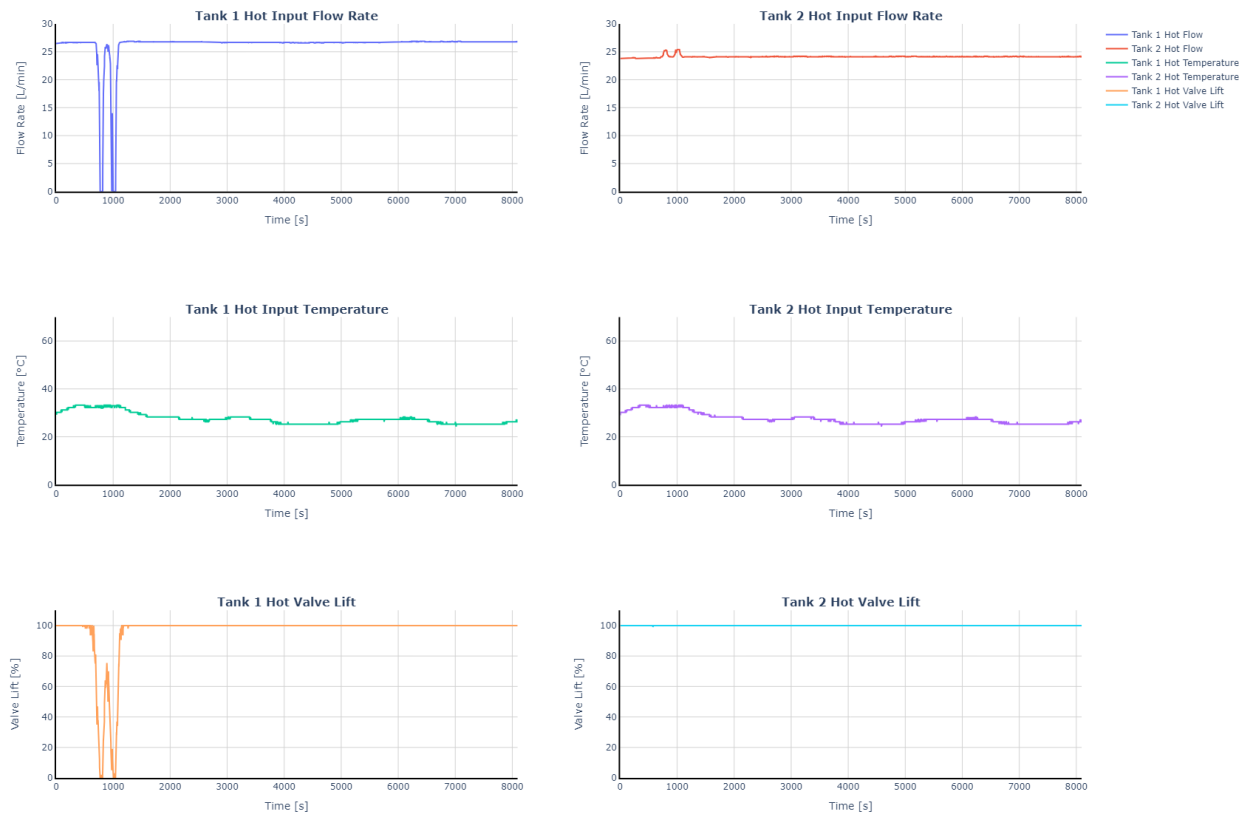 Tank 1 Hot Input Flow Rate
Flow Rate [L/min]
30
25
20
15
10
5
0
0 1000 2000 3000 4000 5000 6000 7000 8000
Time [s]
Tank 2 Hot Input Flow Rate
Flow Rate [L/min]
30
25
20
15
10
5
0
0 1000 2000 3000 4000 5000 6000 7000 8000
Time [s]
Tank 1 Hot Flow
Tank 2 Hot Flow
Tank 1 Hot Temperature
Tank 2 Hot Temperature
Tank 1 Hot Valve Lift
Tank 2 Hot Valve Lift
Tank 1 Hot Input Temperature
Temperature [°C]
60
40
20
0
0 1000 2000 3000 4000 5000 6000 7000 8000
Time [s]
Tank 2 Hot Input Temperature
Temperature [°C]
60
40
20
0
0 1000 2000 3000 4000 5000 6000 7000 8000
Time [s]
Tank 1 Hot Valve Lift
Valve Lift [%]
100
80
60
40
20
0
0 1000 2000 3000 4000 5000 6000 7000 8000
Time [s]
Tank 2 Hot Valve Lift
Valve Lift [%]
100
80
60
40
20
0
0 1000 2000 3000 4000 5000 6000 7000 8000
Time [s]